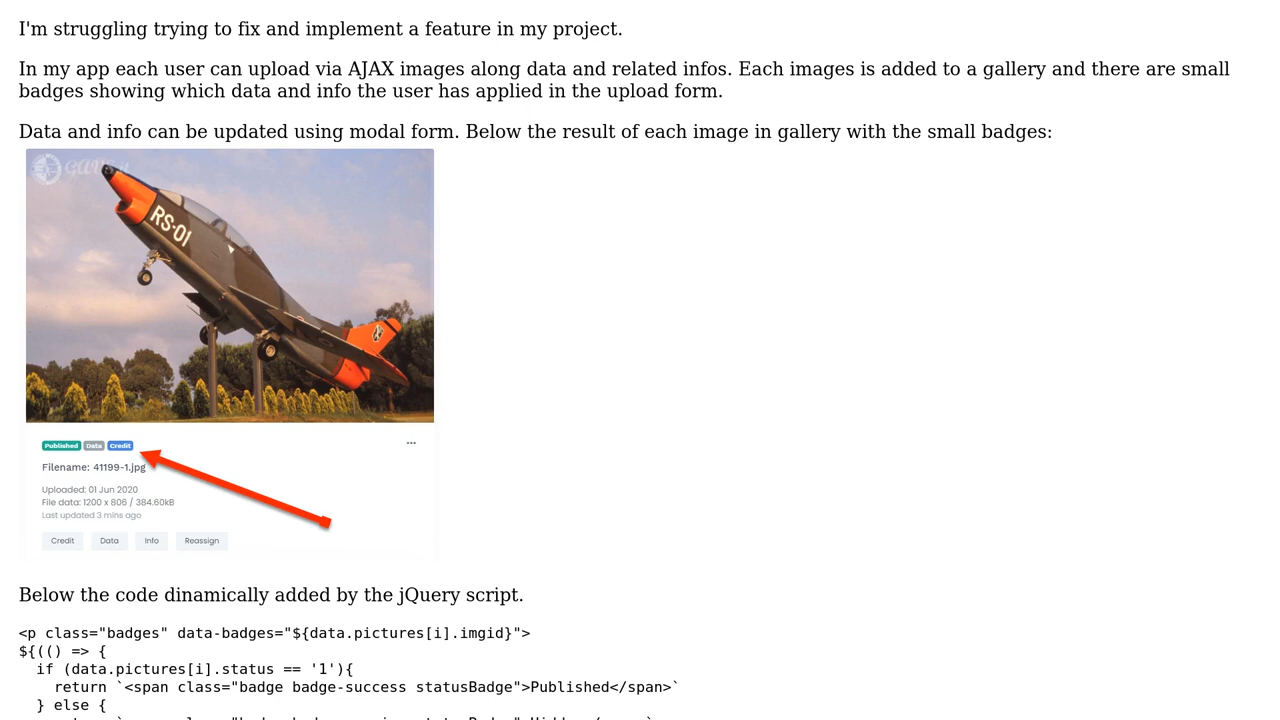 I'm struggling trying to fix and implement a feature in my project.
In my app each user can upload via AJAX images along data and related infos. Each images is added to a gallery and there are small
badges showing which data and info the user has applied in the upload form.
Data and info can be updated using modal form. Below the result of each image in gallery with the small badges:
RS-01
Published Data Credit
Filename: 41199-1.jpg
Uploaded: 01 Jun 2020
File data: 1200 x 806 / 384.60kB
Last updated 3 mins ago
Credit Data Info Reassign
Below the code dinamically added by the jQuery script.
<p class="badges" data-badges="${data.pictures[i].imgid}">
${(() => {
  if (data.pictures[i].status == '1'){
    return `<span class="badge badge-success statusBadge">Published</span>`
  } else {